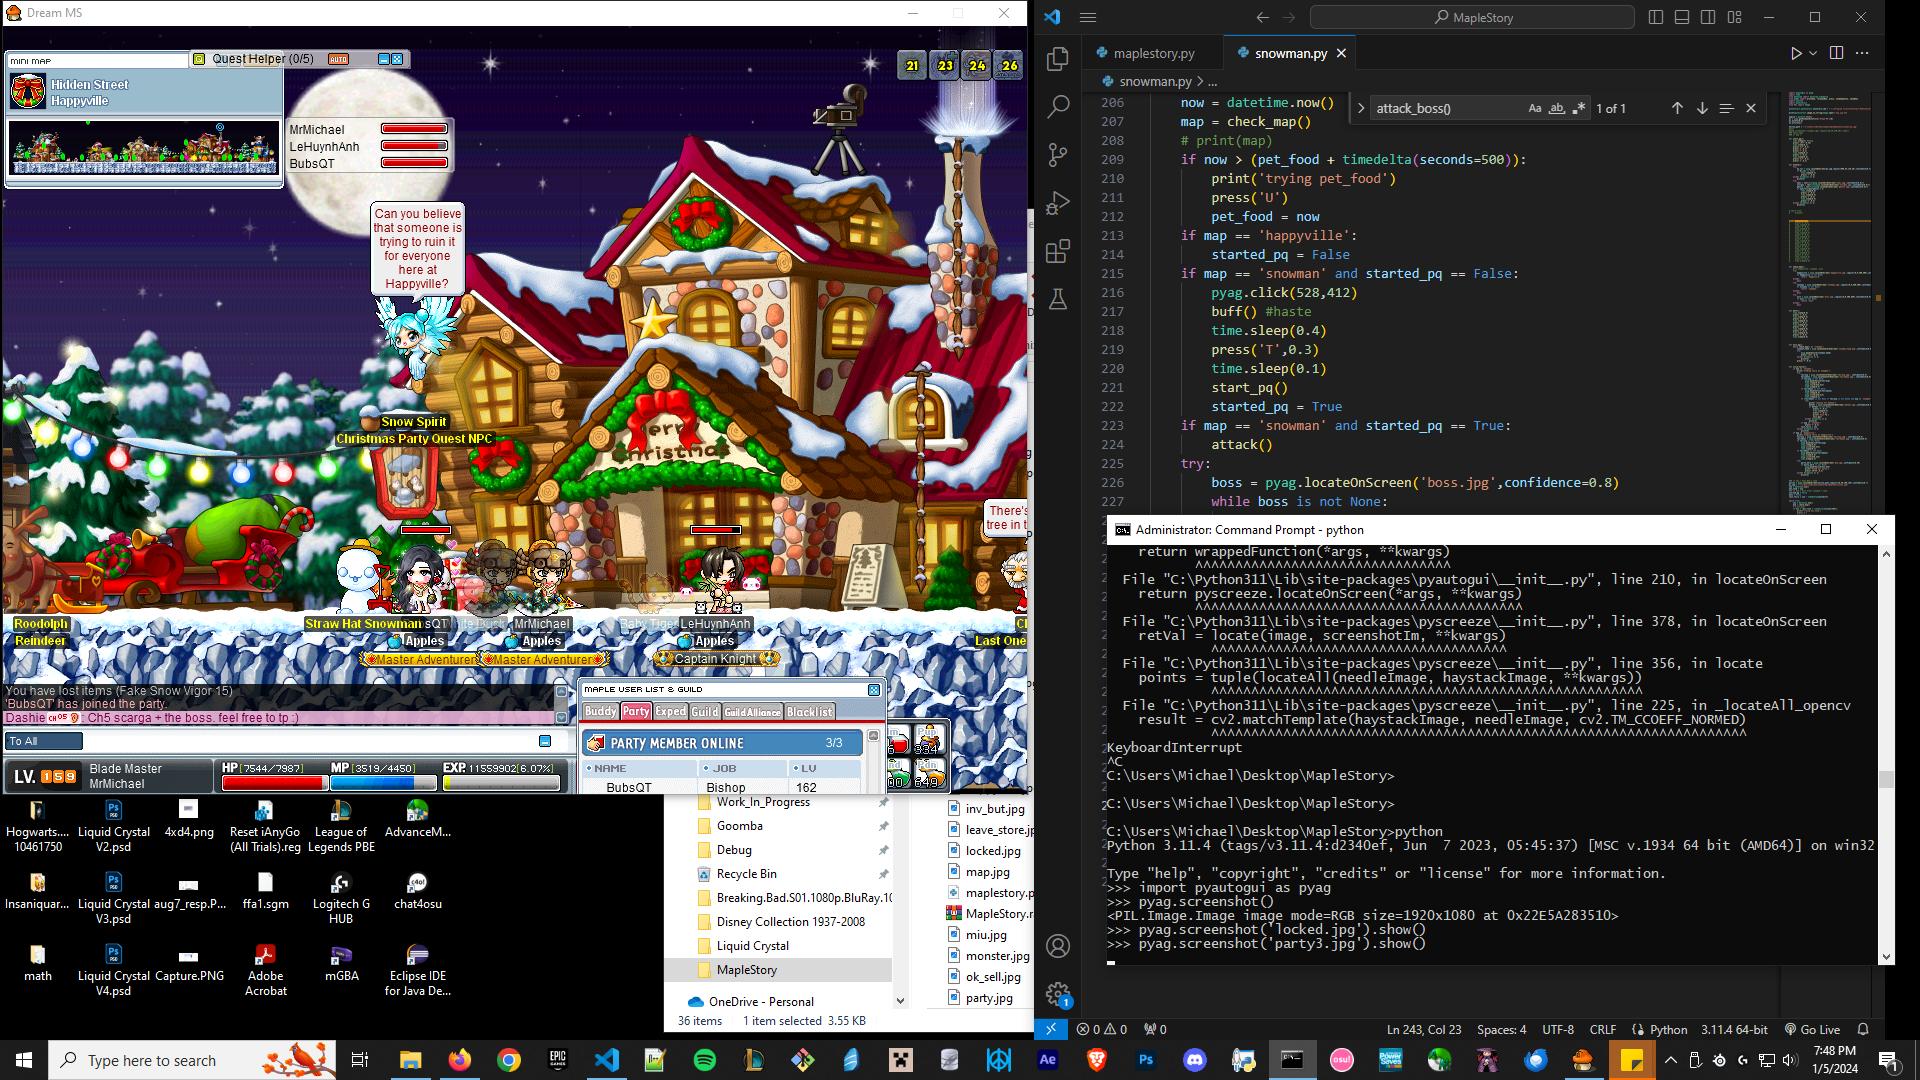 Dream MS
MINI MAP
Quest Helper (0/5)
AUTO
Hidden Street
Happyville
MrMichael
LeHuynhAnh
BubsQT
21 23 24 26
Can you believe
that someone is
trying to ruin it
for everyone
here at
Happyville?
Snow Spirit
Christmas Party Quest NPC
Merry
Christmas
There's
tree in t
Roodolph
Reindeer
Straw Hat Snowman
MrMichael
LeHuynhAnh
Apples
Apples
Apples
Master Adventurer
Master Adventurer
Captain Knight
Last One
You have lost items (Fake Snow Vigor 15)
'BubsQT' has joined the party.
Dashie CH 05 : Ch5 scarga + the boss. feel free to tp :)
To All
LV. 159
Blade Master
MrMichael
HP[7544/7987]
MP[3519/4450]
EXP. 11559902[6.07%]
MAPLE USER LIST & GUILD
Buddy Party Exped Guild Guild Alliance Blacklist
PARTY MEMBER ONLINE 3/3
NAME JOB LV
BubsQT Bishop 162
Hogwarts....
10461750
Liquid Crystal
V2.psd
4xd4.png
Reset iAnyGo
(All Trials).reg
League of
Legends PBE
AdvanceM...
Insaniquar...
Liquid Crystal
V3.psd
aug7_resp.P...
ffa1.sgm
Logitech G
HUB
chat4osu
math
Liquid Crystal
V4.psd
Capture.PNG
Adobe
Acrobat
mGBA
Eclipse IDE
for Java De...
Work_In_Progress
Goomba
Debug
Recycle Bin
Breaking.Bad.S01.1080p.BluRay.10
Disney Collection 1937-2008
Liquid Crystal
MapleStory
OneDrive - Personal
36 items 1 item selected 3.55 KB
inv_but.jpg
leave_store.jp
locked.jpg
map.jpg
maplestory.p
MapleStory.r
miu.jpg
monster.jpg
ok_sell.jpg
party.jpg
MapleStory
maplestory.py
snowman.py
snowman.py > ...
attack_boss()
Aa ab
1 of 1
206 now = datetime.now()
207 map = check_map()
208 # print(map)
209 if now > (pet_food + timedelta(seconds=500)):
210 print('trying pet_food')
211 press('U')
212 pet_food = now
213 if map == 'happyville':
214 started_pq = False
215 if map == 'snowman' and started_pq == False:
216 pyag.click(528,412)
217 buff() #haste
218 time.sleep(0.4)
219 press('T',0.3)
220 time.sleep(0.1)
221 start_pq()
222 started_pq = True
223 if map == 'snowman' and started_pq == True:
224 attack()
225 try:
226 boss = pyag.locateOnScreen('boss.jpg',confidence=0.8)
227 while boss is not None:
Administrator: Command Prompt - python
return wrappedFunction(*args, **kwargs)
^^^^^^^^^^^^^^^^^^^^^^^^^^^^^^^
File "C:\Python311\Lib\site-packages\pyautogui\__init__.py", line 210, in locateOnScreen
return pyscreeze.locateOnScreen(*args, **kwargs)
^^^^^^^^^^^^^^^^^^^^^^^^^^^^^^^^^^^^^^^^^
File "C:\Python311\Lib\site-packages\pyscreeze\__init__.py", line 378, in locateOnScreen
retVal = locate(image, screenshotIm, **kwargs)
^^^^^^^^^^^^^^^^^^^^^^^^^^^^^^^^^^^^^
File "C:\Python311\Lib\site-packages\pyscreeze\__init__.py", line 356, in locate
points = tuple(locateAll(needleImage, haystackImage, **kwargs))
^^^^^^^^^^^^^^^^^^^^^^^^^^^^^^^^^^^^^^^^^^^^^^^^^^^^^^
File "C:\Python311\Lib\site-packages\pyscreeze\__init__.py", line 225, in _locateAll_opencv
result = cv2.matchTemplate(haystackImage, needleImage, cv2.TM_CCOEFF_NORMED)
^^^^^^^^^^^^^^^^^^^^^^^^^^^^^^^^^^^^^^^^^^^^^^^^^^^^^^^^^^^^^^^^^^^
KeyboardInterrupt
^C
C:\Users\Michael\Desktop\MapleStory>
C:\Users\Michael\Desktop\MapleStory>
C:\Users\Michael\Desktop\MapleStory>python
Python 3.11.4 (tags/v3.11.4:d2340ef, Jun 7 2023, 05:45:37) [MSC v.1934 64 bit (AMD64)] on win32
Type "help", "copyright", "credits" or "license" for more information.
>>> import pyautogui as pyag
>>> pyag.screenshot()
<PIL.Image.Image image mode=RGB size=1920x1080 at 0x22E5A283510>
>>> pyag.screenshot('locked.jpg').show()
>>> pyag.screenshot('party3.jpg').show()
0 0 0
Ln 243, Col 23 Spaces: 4 UTF-8 CRLF Python 3.11.4 64-bit Go Live
Type here to search
7:48 PM
1/5/2024